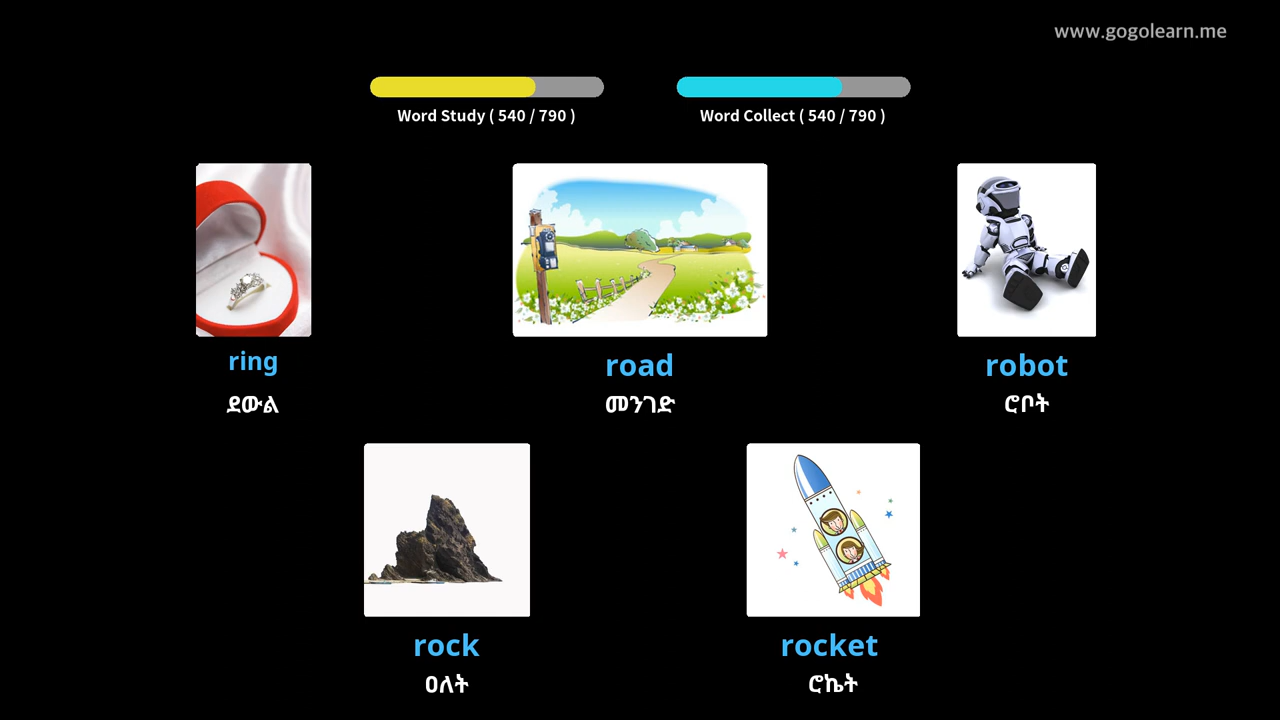 www.gogolearn.me
Word Study ( 540 / 790 )
Word Collect ( 540 / 790 )
ring
ደውል
road
መንገድ
robot
ሮቦት
rock
ዐለት
rocket
ሮኬት